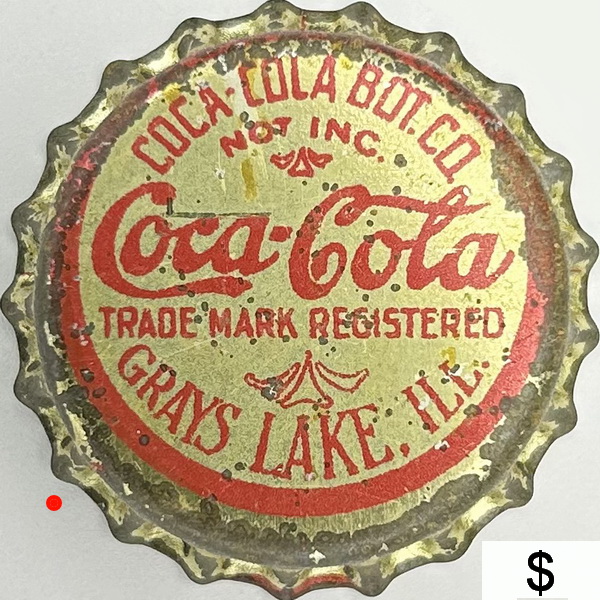 COCA-COLA BOT. CO.
NOT INC.
Coca-Cola
TRADE MARK REGISTERED
GRAYS LAKE, ILL.
$